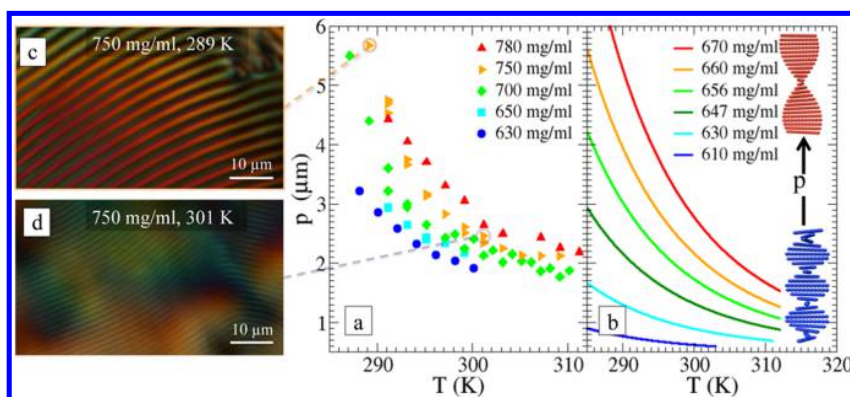 c
750 mg/ml, 289 K
10 µm
d
750 mg/ml, 301 K
10 µm
p (µm)
6
5
4
3
2
1
780 mg/ml
750 mg/ml
700 mg/ml
650 mg/ml
630 mg/ml
a
290
300
310
T (K)
670 mg/ml
660 mg/ml
656 mg/ml
647 mg/ml
630 mg/ml
610 mg/ml
p
b
290
300
310
320
T (K)